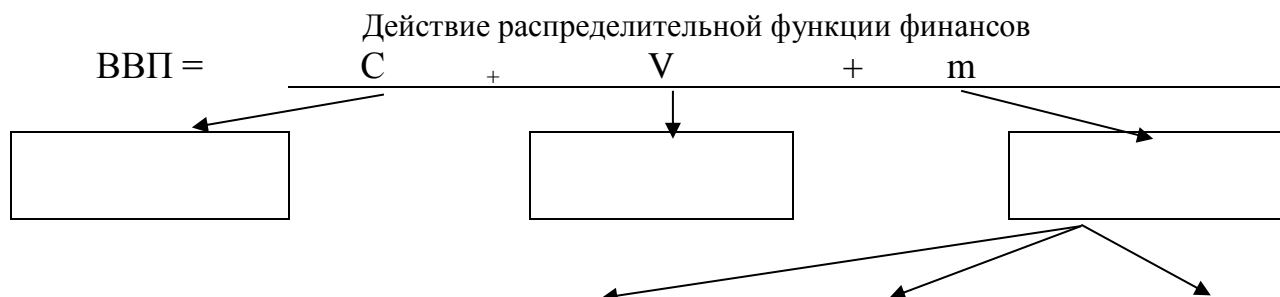 Действие распределительной функции финансов
ВВП = C + V + m